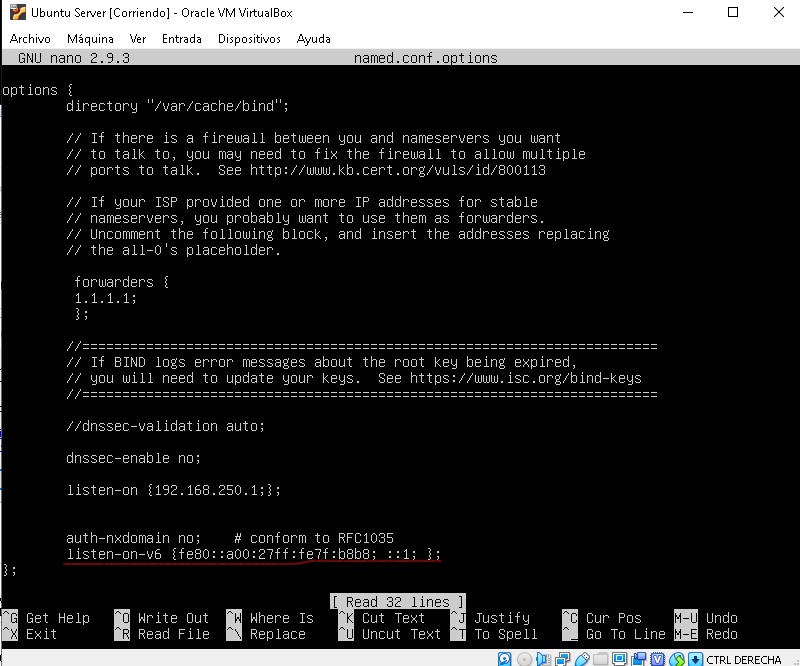 Ubuntu Server [Corriendo] - Oracle VM VirtualBox
Archivo Máquina Ver Entrada Dispositivos Ayuda
GNU nano 2.9.3 named.conf.options
options {
directory "/var/cache/bind";
// If there is a firewall between you and nameservers you want
// to talk to, you may need to fix the firewall to allow multiple
// ports to talk.  See http://www.kb.cert.org/vuls/id/800113
// If your ISP provided one or more IP addresses for stable
// nameservers, you probably want to use them as forwarders.
// Uncomment the following block, and insert the addresses replacing
// the all-0's placeholder.
forwarders {
1.1.1.1;
};
//========================================================================
// If BIND logs error messages about the root key being expired,
// you will need to update your keys.  See https://www.isc.org/bind-keys
//========================================================================
//dnssec-validation auto;
dnssec-enable no;
listen-on {192.168.250.1;};
auth-nxdomain no;    # conform to RFC1035
listen-on-v6 {fe80::a00:27ff:fe7f:b8b8; ::1; };
};
[ Read 32 lines ]
^G Get Help ^O Write Out ^W Where Is ^K Cut Text ^J Justify ^C Cur Pos M-U Undo
^X Exit ^R Read File ^\ Replace ^U Uncut Text ^T To Spell ^_ Go To Line M-E Redo
CTRL DERECHA